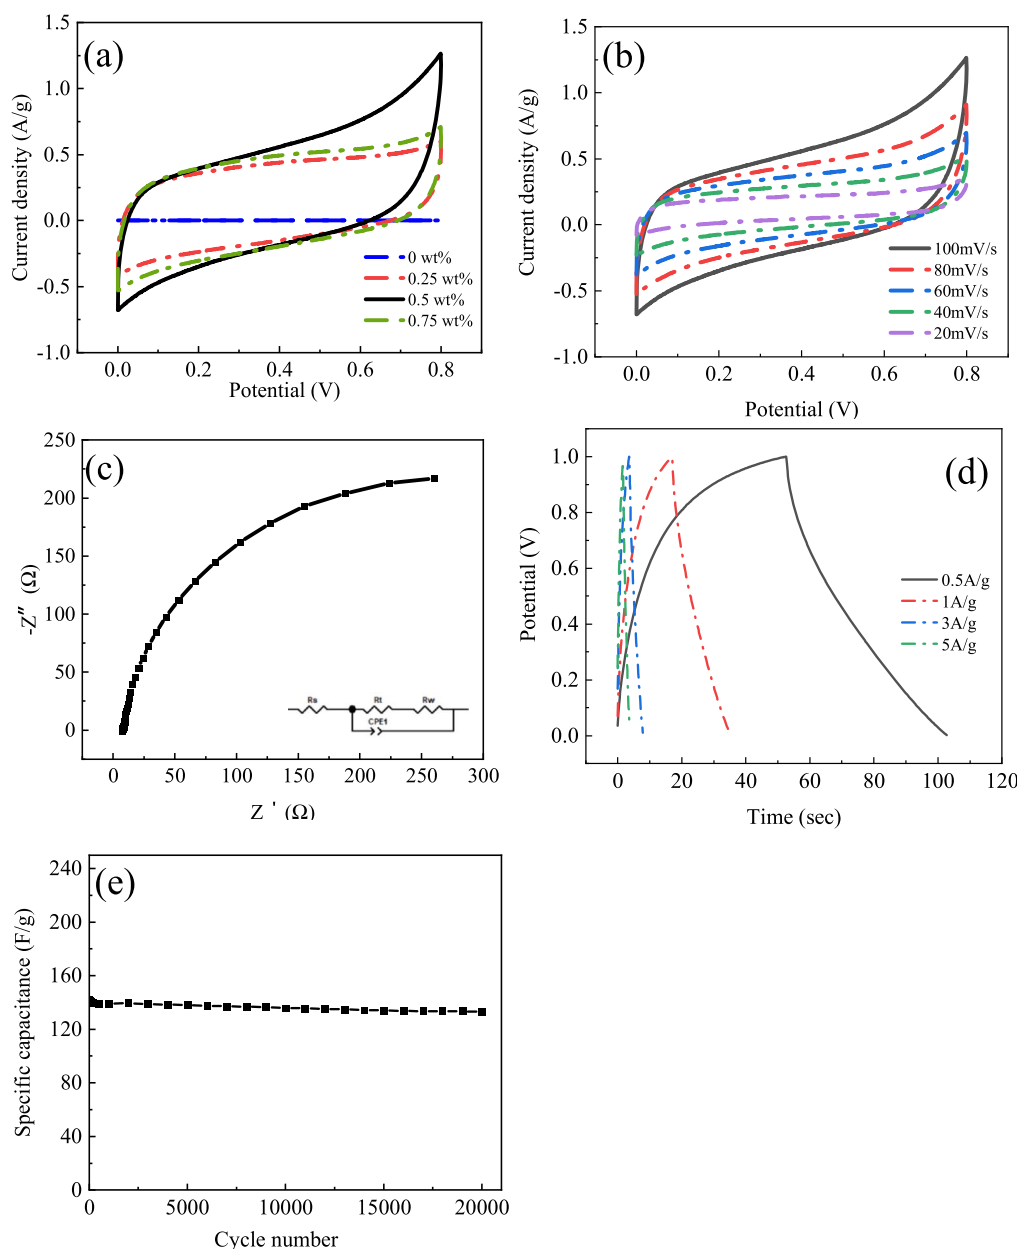 (a)
1.5
1.0
0.5
0.0
-0.5
-1.0
Current density (A/g)
0 wt%
0.25 wt%
0.5 wt%
0.75 wt%
0.0 0.2 0.4 0.6 0.8
Potential (V)
(b)
1.5
1.0
0.5
0.0
-0.5
-1.0
Current density (A/g)
100mV/s
80mV/s
60mV/s
40mV/s
20mV/s
0.0 0.2 0.4 0.6 0.8
Potential (V)
(c)
250
200
150
100
50
0
-Z″ (Ω)
Rs Rt Rw
CPE1
0 50 100 150 200 250 300
Z ' (Ω)
(d)
1.0
0.8
0.6
0.4
0.2
0.0
Potential (V)
0.5A/g
1A/g
3A/g
5A/g
0 20 40 60 80 100 120
Time (sec)
(e)
240
200
160
120
80
40
0
Specific capacitance (F/g)
0 5000 10000 15000 20000
Cycle number